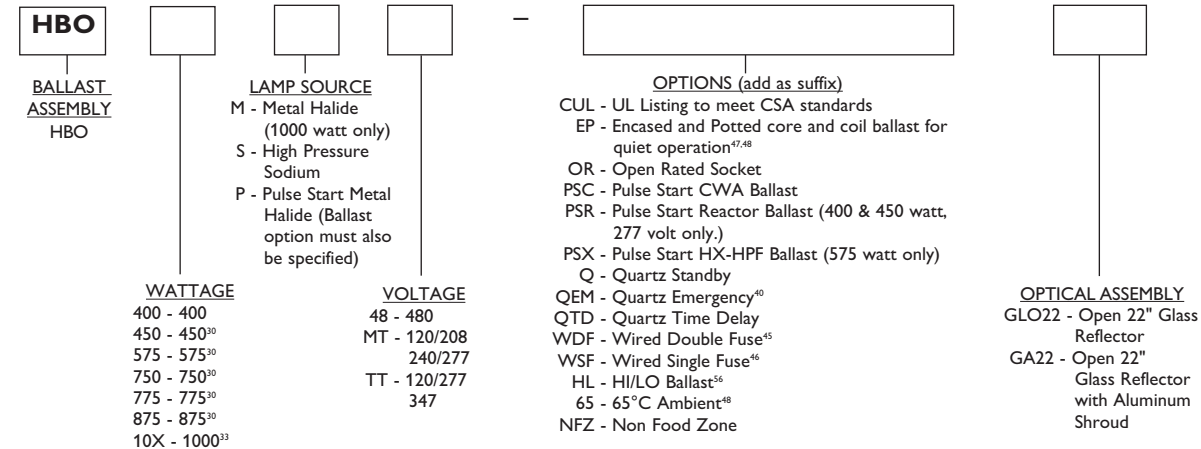 HBO
–
BALLAST
ASSEMBLY
HBO
WATTAGE
400 - 400
450 - 450³⁰
575 - 575³⁰
750 - 750³⁰
775 - 775³⁰
875 - 875³⁰
10X - 1000³³
LAMP SOURCE
M - Metal Halide
(1000 watt only)
S - High Pressure
Sodium
P - Pulse Start Metal
Halide (Ballast
option must also
be specified)
VOLTAGE
48 - 480
MT - 120/208
240/277
TT - 120/277
347
OPTIONS (add as suffix)
CUL - UL Listing to meet CSA standards
EP - Encased and Potted core and coil ballast for
quiet operation⁴⁷,⁴⁸
OR - Open Rated Socket
PSC - Pulse Start CWA Ballast
PSR - Pulse Start Reactor Ballast (400 & 450 watt,
277 volt only.)
PSX - Pulse Start HX-HPF Ballast (575 watt only)
Q - Quartz Standby
QEM - Quartz Emergency⁴⁰
QTD - Quartz Time Delay
WDF - Wired Double Fuse⁴⁵
WSF - Wired Single Fuse⁴⁶
HL - HI/LO Ballast⁵⁶
65 - 65°C Ambient⁴⁸
NFZ - Non Food Zone
OPTICAL ASSEMBLY
GLO22 - Open 22" Glass
Reflector
GA22 - Open 22"
Glass Reflector
with Aluminum
Shroud